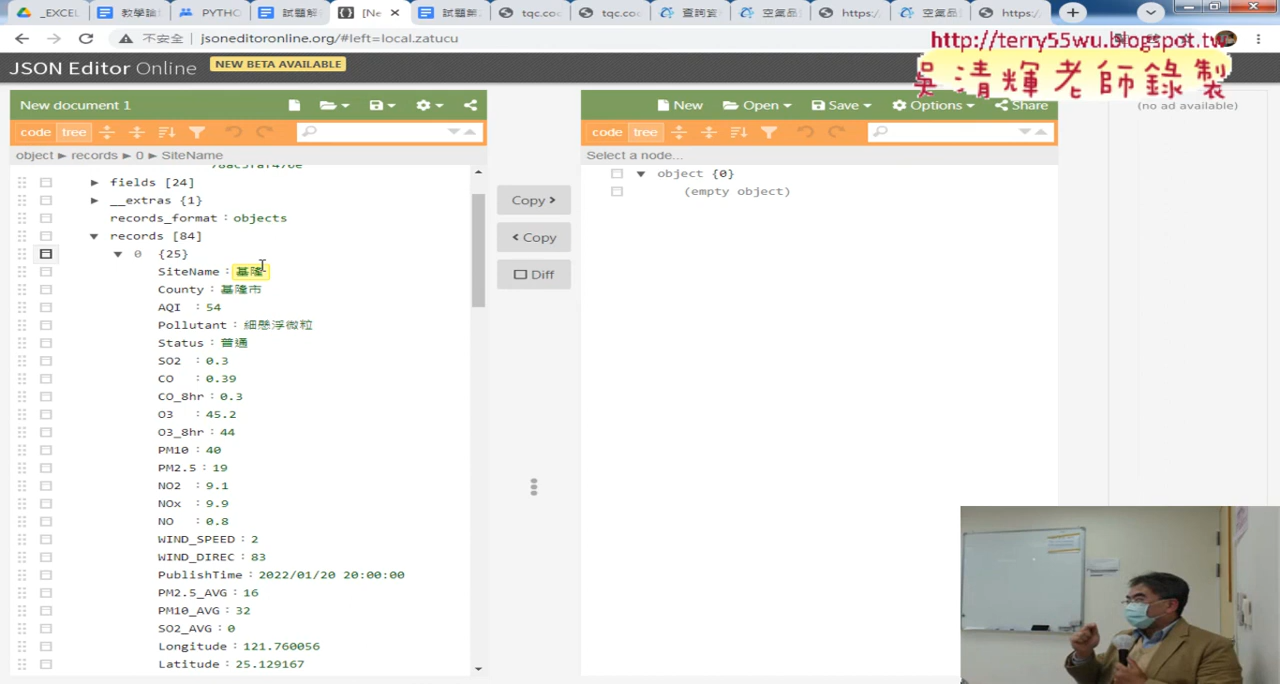 _EXCEL
教學論
PYTHO
試題解
[Ne
試題第
tqc.co
tqc.co
查詢資
空氣品
https:/
空氣品
https:/
不安全 jsoneditoronline.org/#left=local.zatucu
http://terry55wu.blogspot.tw
吳清輝老師錄製
JSON Editor Online NEW BETA AVAILABLE
New document 1
New Open Save Options Share
(no ad available)
code tree
code tree
object ► records ► 0 ► SiteName
Select a node...
fields [24]
__extras {1}
records_format : objects
records [84]
0 {25}
SiteName : 基隆
County : 基隆市
AQI : 54
Pollutant : 細懸浮微粒
Status : 普通
SO2 : 0.3
CO : 0.39
CO_8hr : 0.3
O3 : 45.2
O3_8hr : 44
PM10 : 40
PM2.5 : 19
NO2 : 9.1
NOx : 9.9
NO : 0.8
WIND_SPEED : 2
WIND_DIREC : 83
PublishTime : 2022/01/20 20:00:00
PM2.5_AVG : 16
PM10_AVG : 32
SO2_AVG : 0
Longitude : 121.760056
Latitude : 25.129167
Copy >
< Copy
Diff
object {0}
(empty object)